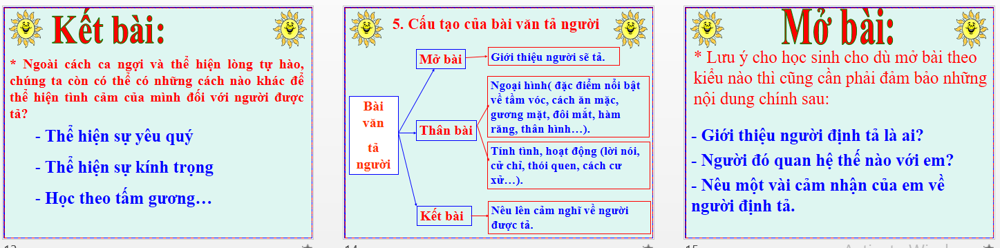 Kết bài:
* Ngoài cách ca ngợi và thể hiện lòng tự hào,
chúng ta còn có thể có những cách nào khác để
thể hiện tình cảm của mình đối với người được
tả?
- Thể hiện sự yêu quý
- Thể hiện sự kính trọng
- Học theo tấm gương…
5. Cấu tạo của bài văn tả người
Bài
văn
tả
người
Mở bài
Giới thiệu người sẽ tả.
Thân bài
Ngoại hình( đặc điểm nổi bật
về tầm vóc, cách ăn mặc,
gương mặt, đôi mắt, hàm
răng, thân hình…).
Tính tình, hoạt động (lời nói,
cử chỉ, thói quen, cách cư
xử…).
Kết bài
Nêu lên cảm nghĩ về người
được tả.
Mở bài:
* Lưu ý cho học sinh cho dù mở bài theo
kiểu nào thì cũng cần phải đảm bảo những
nội dung chính sau:
- Giới thiệu người định tả là ai?
- Người đó quan hệ thế nào với em?
- Nêu một vài cảm nhận của em về
người định tả.